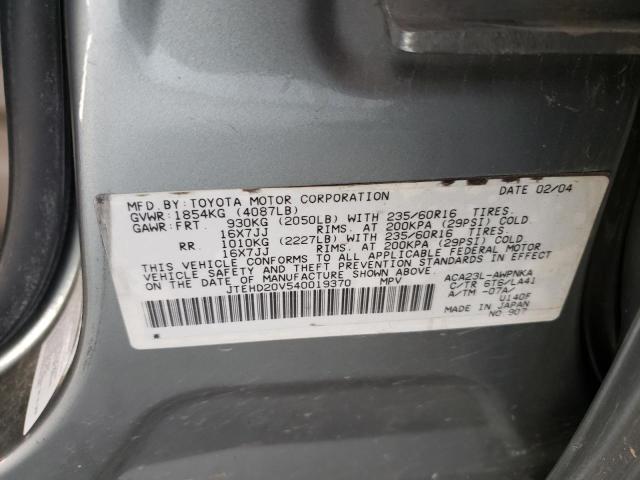 MFD. BY: TOYOTA MOTOR CORPORATION DATE 02/04
GVWR: 1854KG (4087LB)
GAWR: FRT. 930KG (2050LB) WITH 235/60R16 TIRES.
16X7JJ RIMS. AT 200KPA (29PSI) COLD
RR. 1010KG (2227LB) WITH 235/60R16 TIRES.
16X7JJ RIMS. AT 200KPA (29PSI) COLD
THIS VEHICLE CONFORMS TO ALL APPLICABLE FEDERAL MOTOR
VEHICLE SAFETY AND THEFT PREVENTION STANDARDS IN EFFECT
ON THE DATE OF MANUFACTURE SHOWN ABOVE.
JTEHD20V540019370 MPV
ACA23L-AWPNKA
C/TR 6T6/LA41
A/TM -07A/
U140F
MADE IN JAPAN
NO. 907